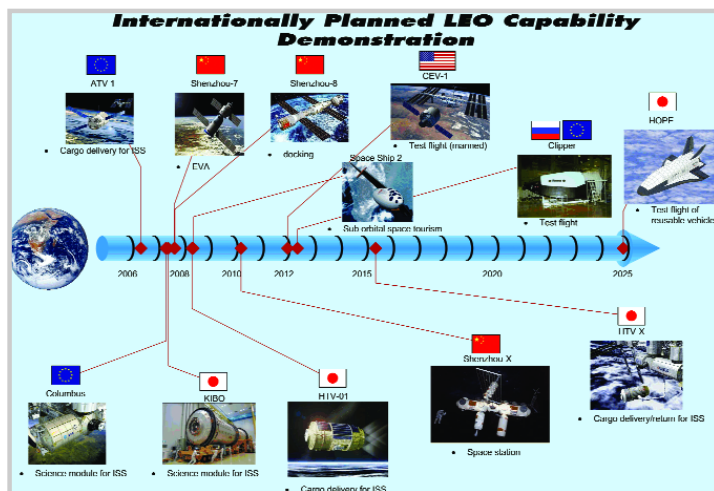 Internationally Planned LEO Capability
Demonstration
ATV 1
Shenzhou-7
Shenzhou-8
CEV-1
HOPE
Clipper
• Cargo delivery for ISS
• EVA
• docking
• Test flight (manned)
Space Ship 2
• Sub orbital space tourism
• Test flight
• Test flight of
reusable vehicle
2006
2008
2010
2012
2015
2020
2025
Columbus
KIBO
HTV-01
Shenzhou X
HTV X
• Science module for ISS
• Science module for ISS
• Cargo delivery for ISS
• Space station
• Cargo delivery/return for ISS